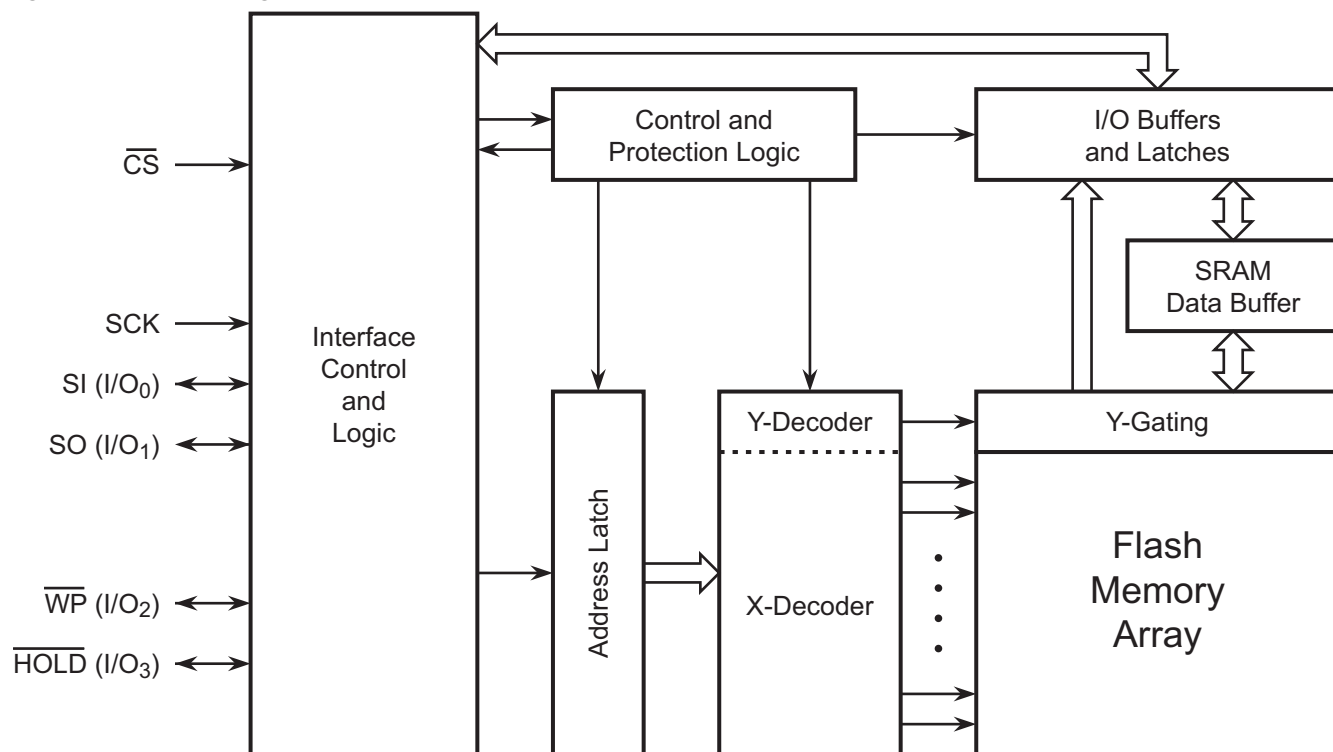 Control and
Protection Logic
I/O Buffers
and Latches
CS
SRAM
Data Buffer
SCK
Interface
Control
and
Logic
SI (I/O0)
SO (I/O1)
Y-Decoder
Y-Gating
Address Latch
X-Decoder
Flash
Memory
Array
WP (I/O2)
HOLD (I/O3)